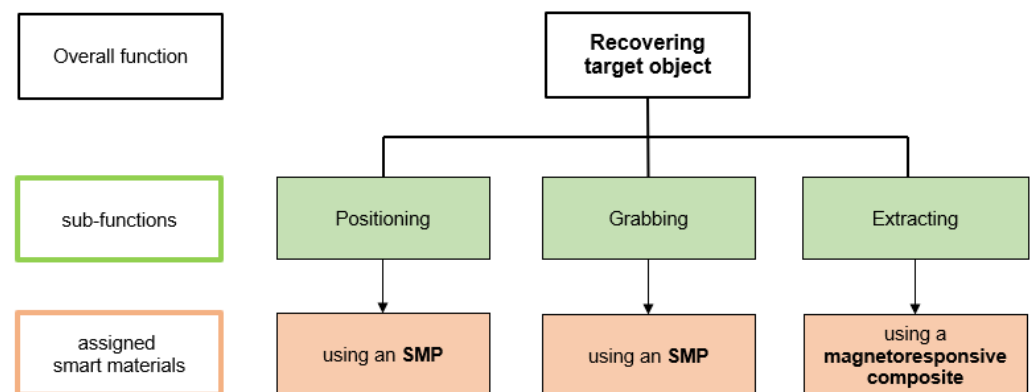 Overall function
Recovering
target object
sub-functions
Positioning
Grabbing
Extracting
assigned
smart materials
using an SMP
using an SMP
using a
magnetoresponsive
composite